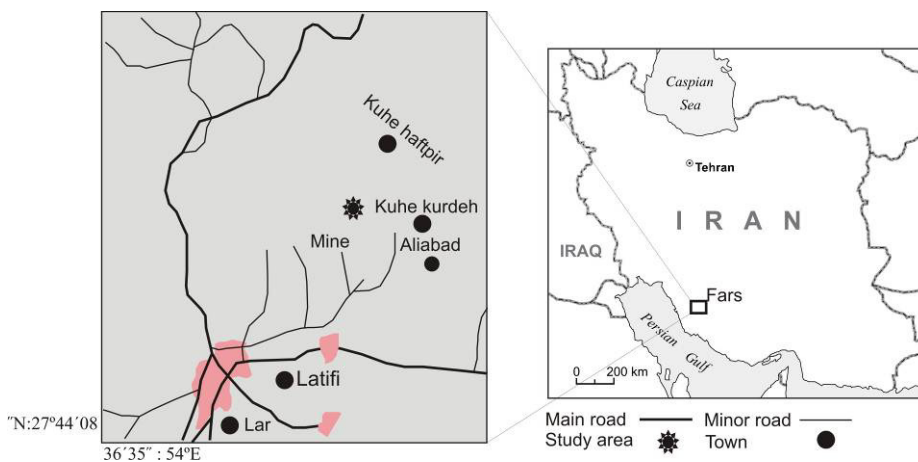 Kuhe haftpir
Kuhe kurdeh
Mine
Aliabad
Latifi
Lar
˝N:27º44´08
36´35˝ : 54ºE
Caspian
Sea
Tehran
I R A N
IRAQ
Fars
Persian
Gulf
0 200 km
Main road Minor road
Study area Town